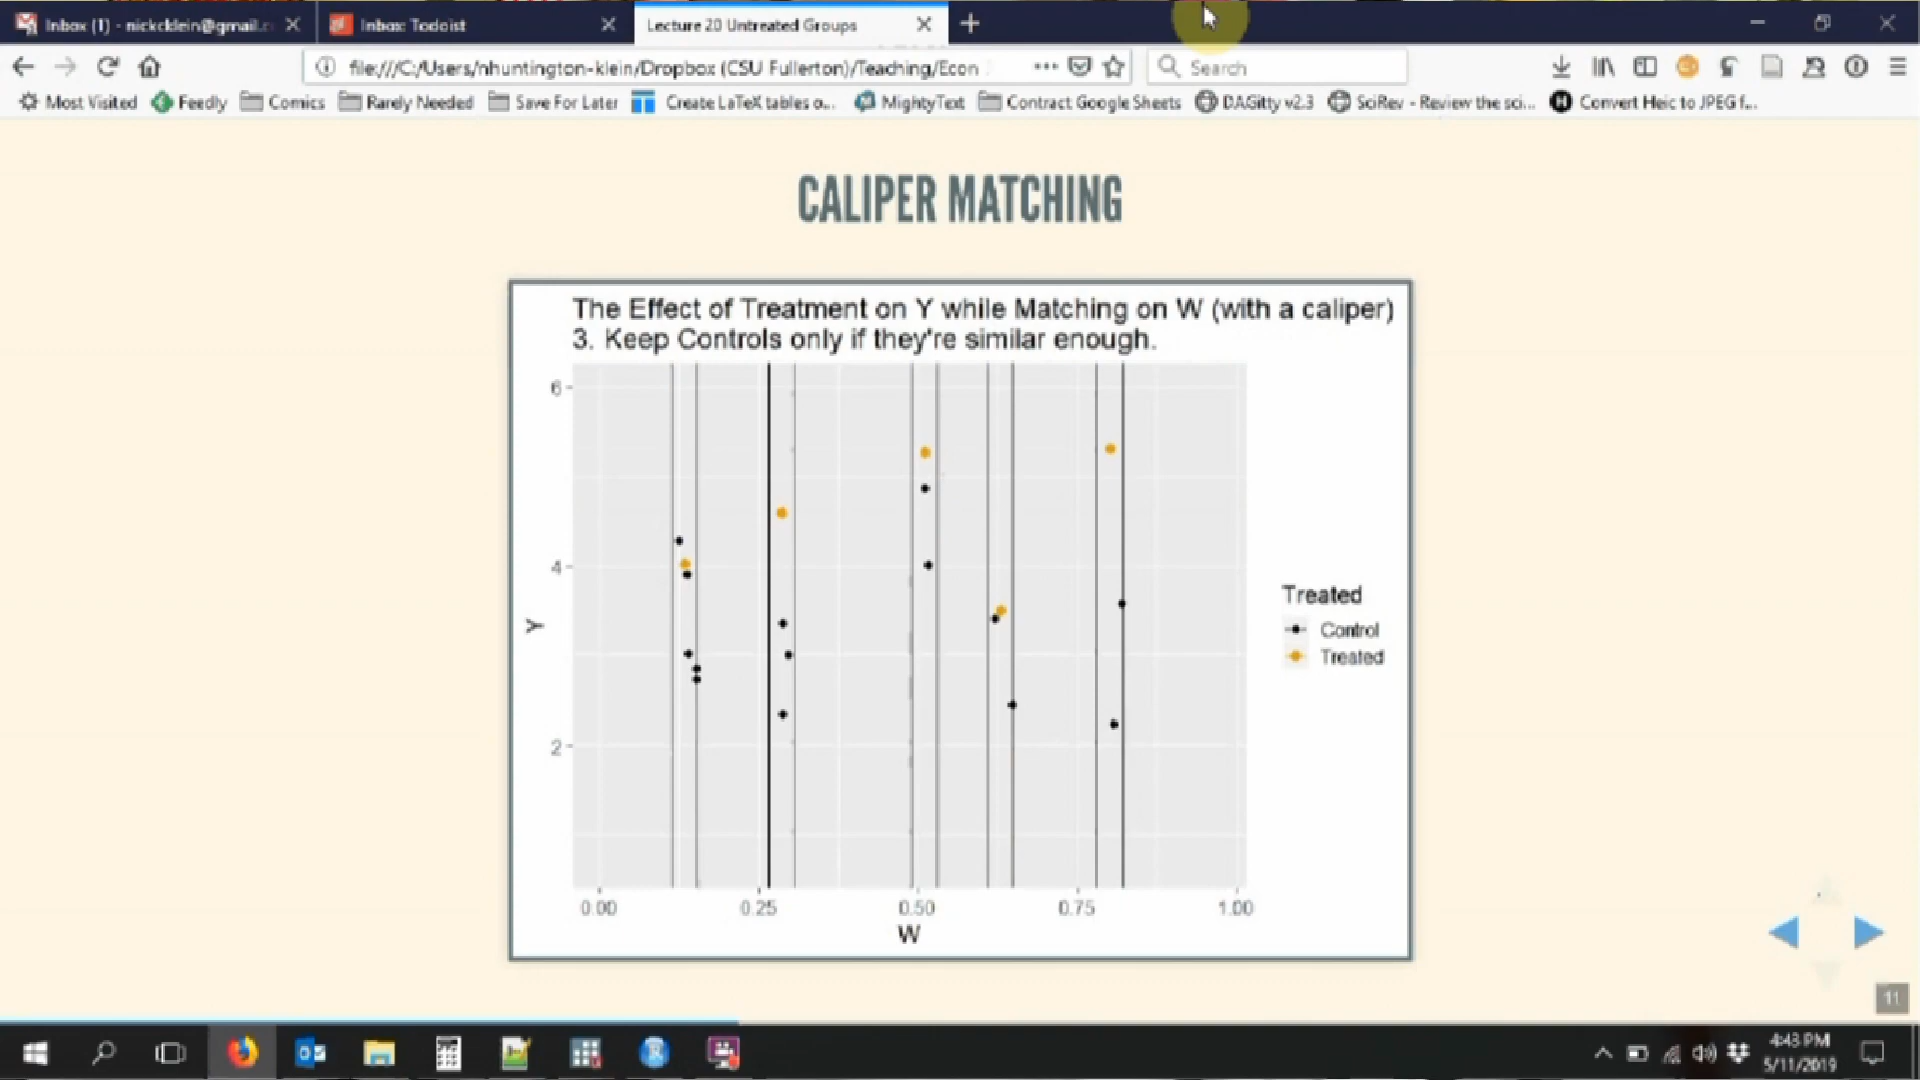 Inbox (1) - nickcklein@gmail.c
Inbox: Todoist
Lecture 20 Untreated Groups
file:///C:/Users/nhuntington-klein/Dropbox (CSU Fullerton)/Teaching/Econ
Search
Most Visited
Feedly
Comics
Rarely Needed
Save For Later
Create LaTeX tables o...
MightyText
Contract Google Sheets
DAGitty v2.3
SciRev - Review the sci...
Convert Heic to JPEG f...
CALIPER MATCHING
The Effect of Treatment on Y while Matching on W (with a caliper)
3. Keep Controls only if they're similar enough.
6
4
2
Y
0.00 0.25 0.50 0.75 1.00
W
Treated
Control
Treated
11
4:43 PM
5/11/2019